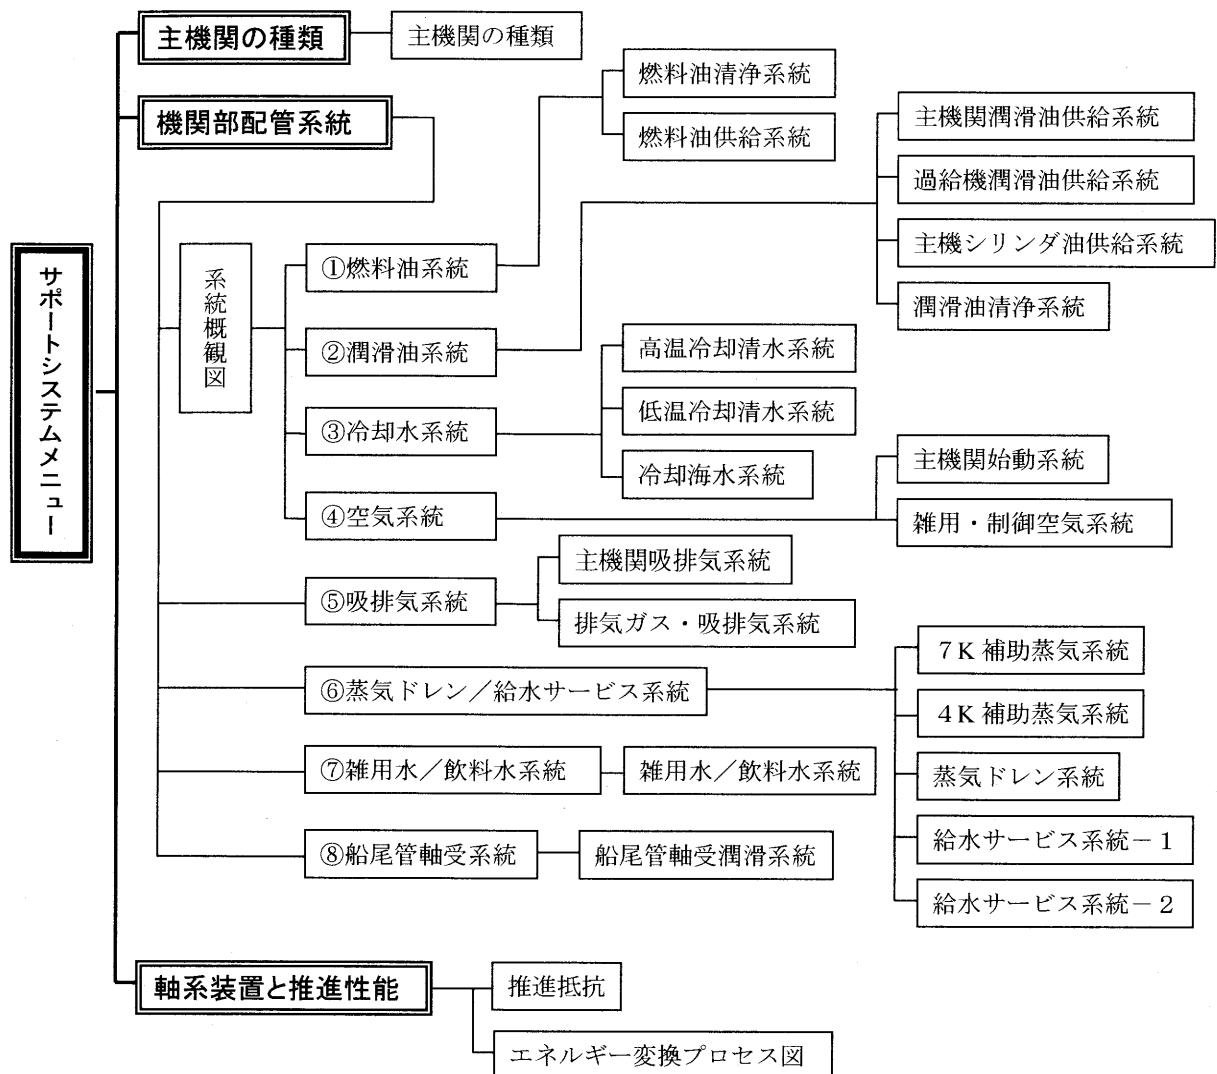 サポートシステムメニュー
主機関の種類
主機関の種類
機関部配管系統
系統概観図
①燃料油系統
燃料油清浄系統
燃料油供給系統
②潤滑油系統
主機関潤滑油供給系統
過給機潤滑油供給系統
主機シリンダ油供給系統
潤滑油清浄系統
③冷却水系統
高温冷却清水系統
低温冷却清水系統
冷却海水系統
④空気系統
主機関始動系統
雑用・制御空気系統
⑤吸排気系統
主機関吸排気系統
排気ガス・吸排気系統
⑥蒸気ドレン／給水サービス系統
7K補助蒸気系統
4K補助蒸気系統
蒸気ドレン系統
給水サービス系統－1
給水サービス系統－2
⑦雑用水／飲料水系統
雑用水／飲料水系統
⑧船尾管軸受系統
船尾管軸受潤滑系統
軸系装置と推進性能
推進抵抗
エネルギー変換プロセス図